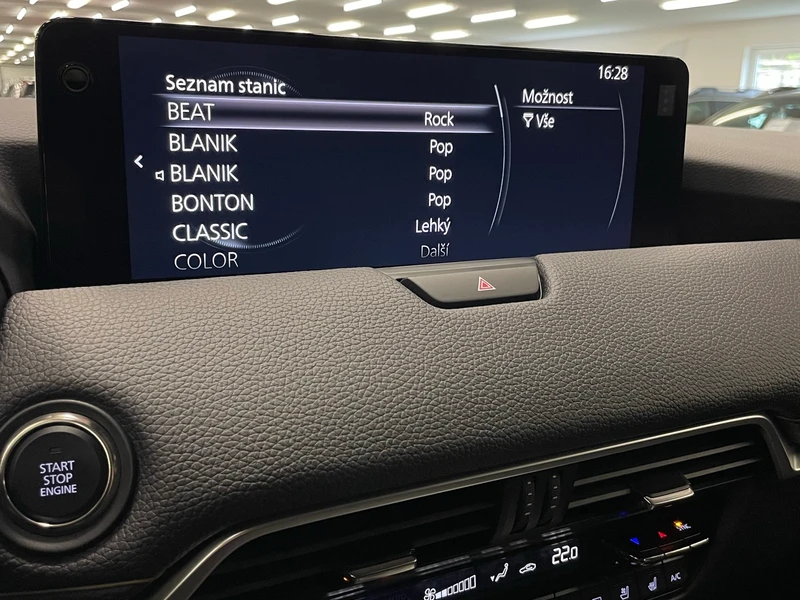 16:28
Seznam stanic
Možnost
BEAT Rock
Vše
BLANIK Pop
BLANIK Pop
BONTON Pop
CLASSIC Lehký
COLOR Další
START
STOP
ENGINE
22.0
SYNC
A/C